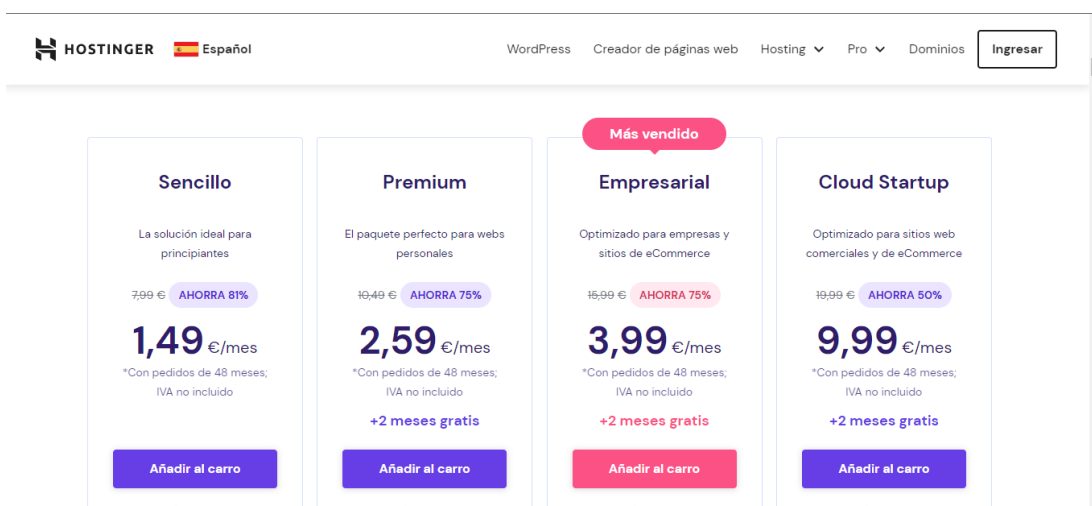 HOSTINGER Español WordPress Creador de páginas web Hosting Pro Dominios Ingresar
Sencillo
La solución ideal para
principiantes
7,99 € AHORRA 81%
1,49 €/mes
*Con pedidos de 48 meses;
IVA no incluido
Añadir al carro
Premium
El paquete perfecto para webs
personales
10,49 € AHORRA 75%
2,59 €/mes
*Con pedidos de 48 meses;
IVA no incluido
+2 meses gratis
Añadir al carro
Más vendido
Empresarial
Optimizado para empresas y
sitios de eCommerce
15,99 € AHORRA 75%
3,99 €/mes
*Con pedidos de 48 meses;
IVA no incluido
+2 meses gratis
Añadir al carro
Cloud Startup
Optimizado para sitios web
comerciales y de eCommerce
19,99 € AHORRA 50%
9,99 €/mes
*Con pedidos de 48 meses;
IVA no incluido
+2 meses gratis
Añadir al carro